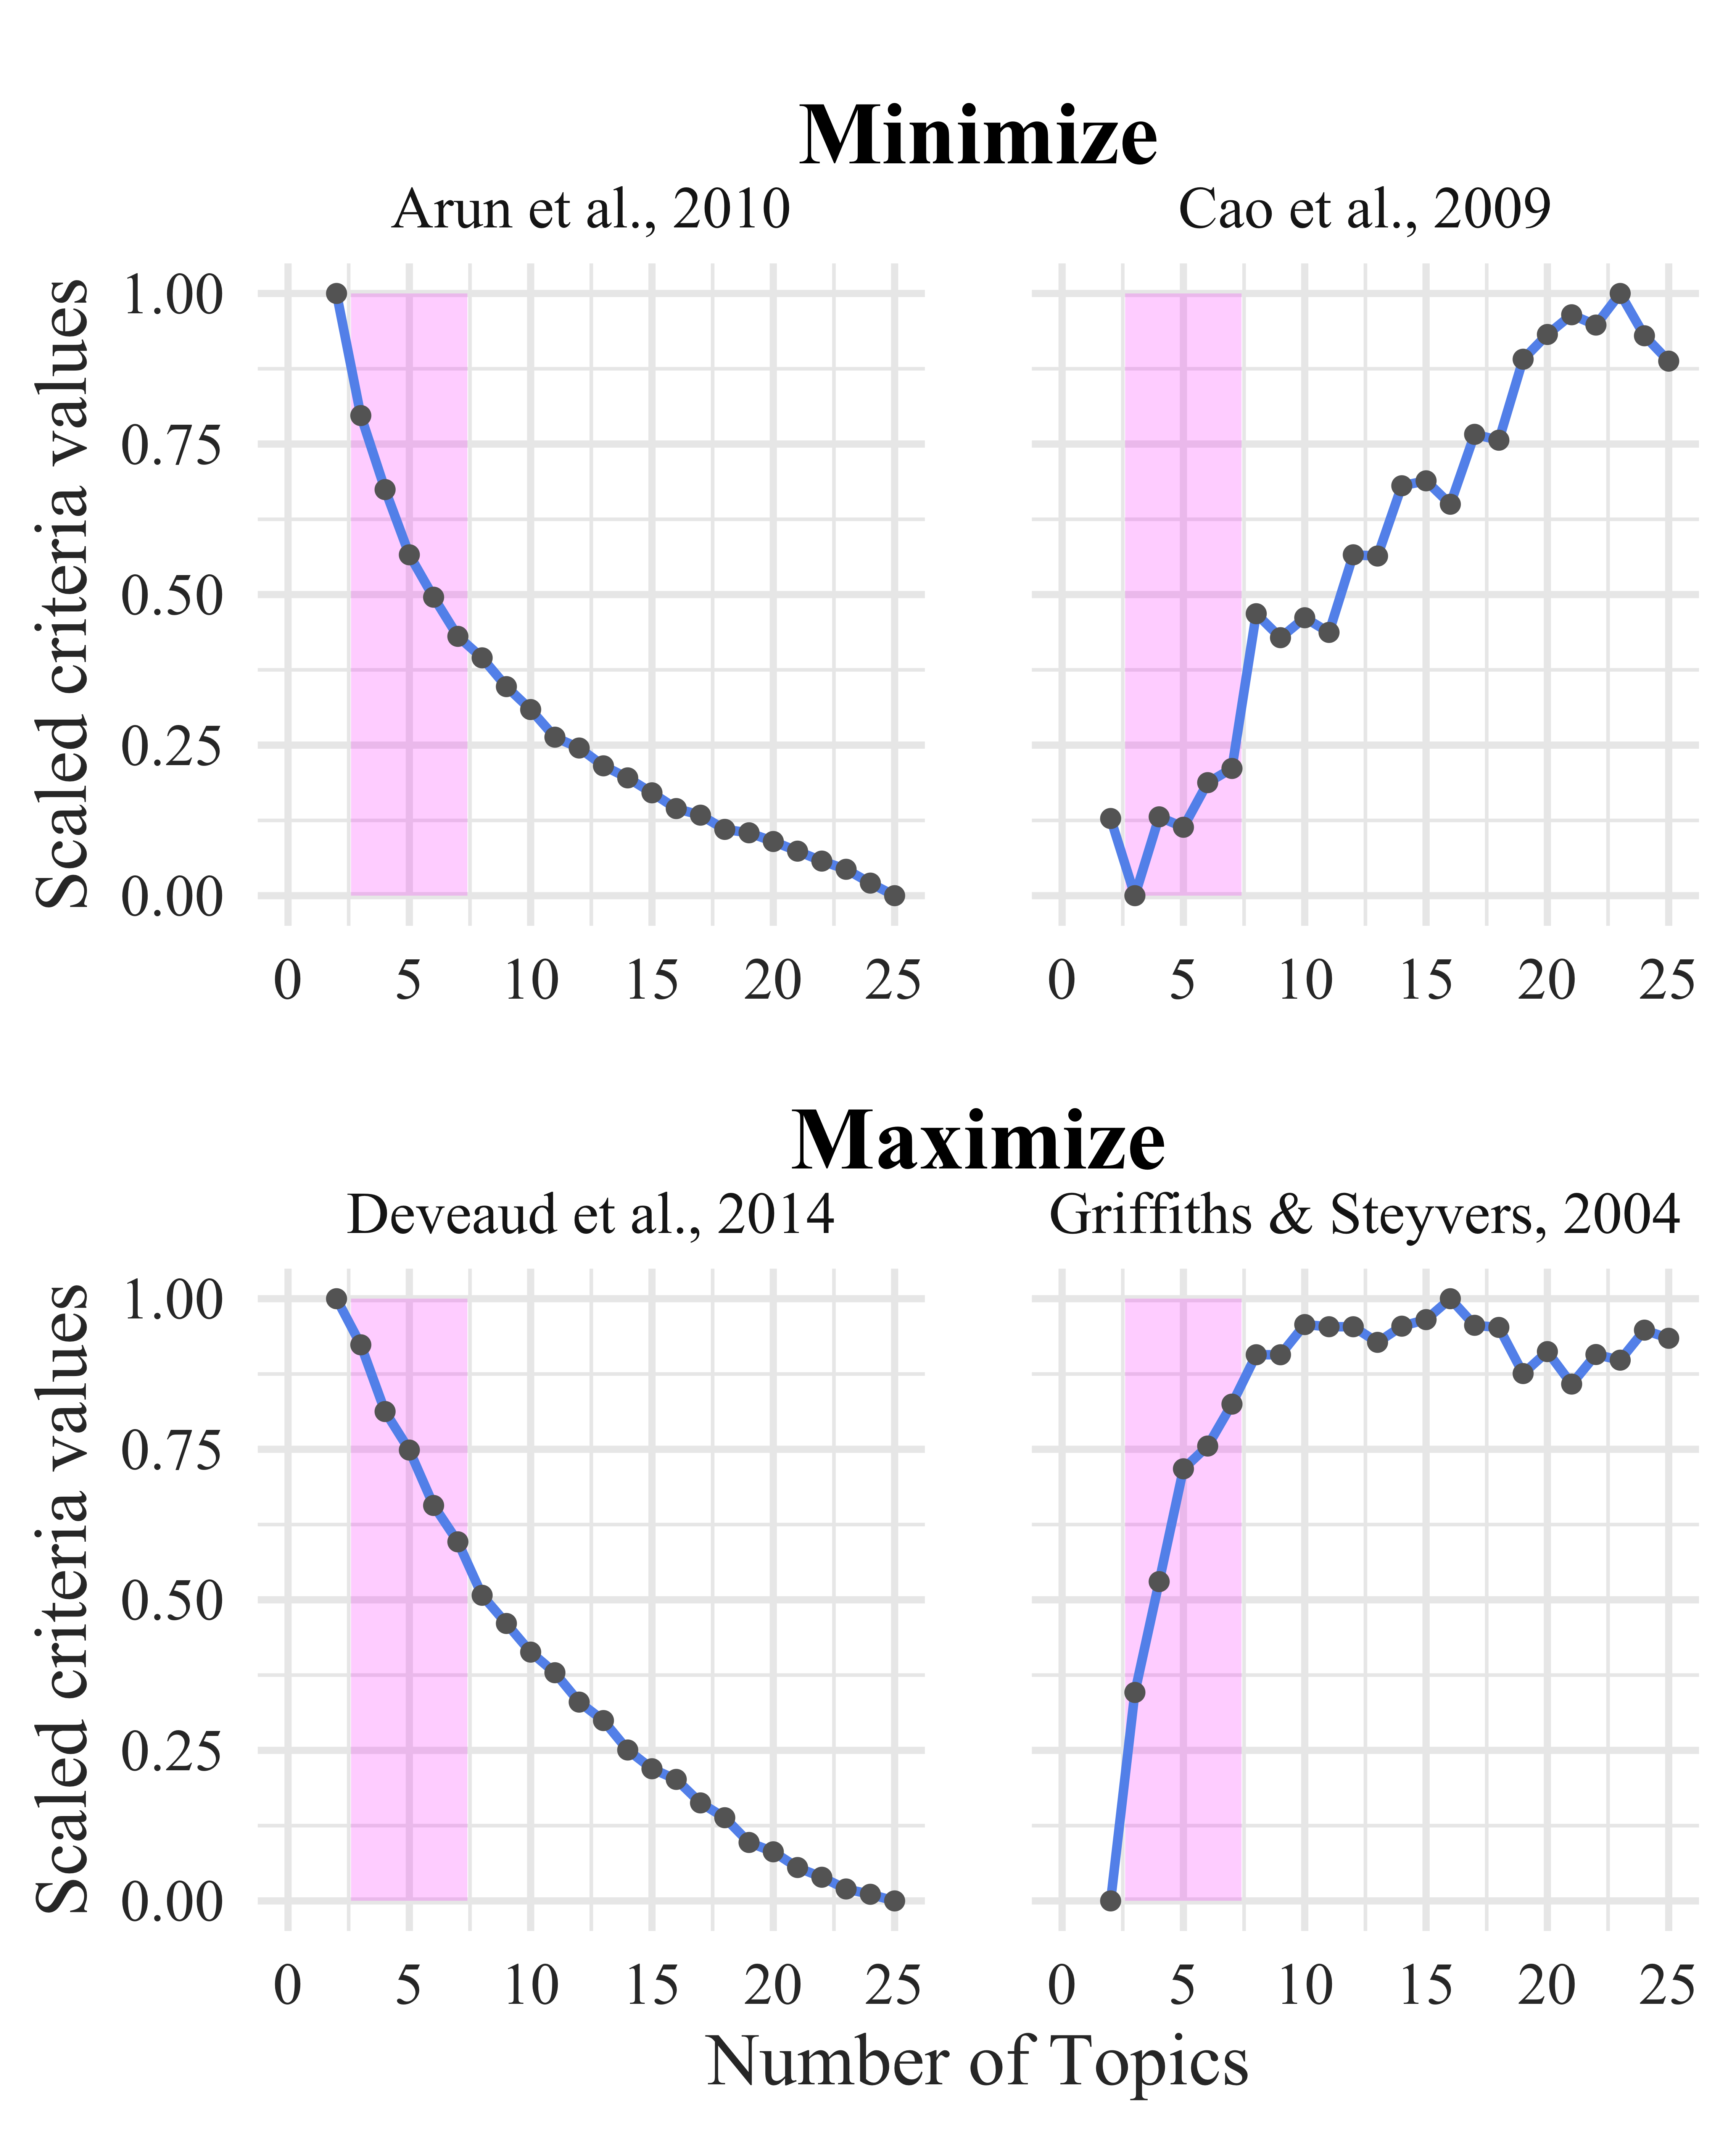 Minimize
Arun et al., 2010
Cao et al., 2009
Scaled criteria values
1.00
0.75
0.50
0.25
0.00
0 5 10 15 20 25
0 5 10 15 20 25
Maximize
Deveaud et al., 2014
Griffiths & Steyvers, 2004
Scaled criteria values
1.00
0.75
0.50
0.25
0.00
0 5 10 15 20 25
0 5 10 15 20 25
Number of Topics